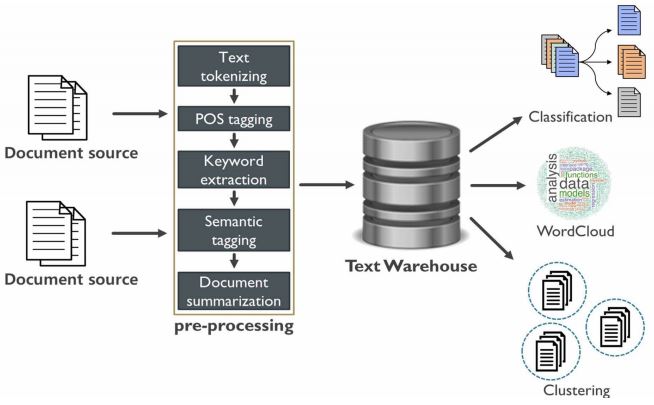 Document source
Document source
Text
tokenizing
POS tagging
Keyword
extraction
Semantic
tagging
Document
summarization
pre-processing
Text Warehouse
Classification
analysis
data
models
functions
package
WordCloud
Clustering